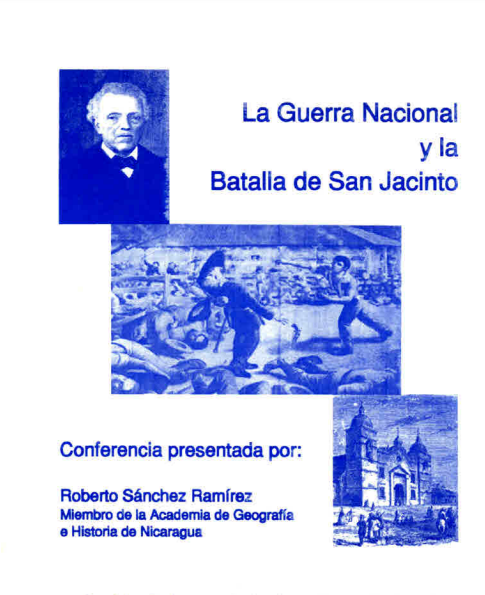 La Guerra Nacional
y la
Batalla de San Jacinto
Conferencia presentada por:
Roberto Sánchez Ramírez
Miembro de la Academia de Geografía
e Historia de Nicaragua